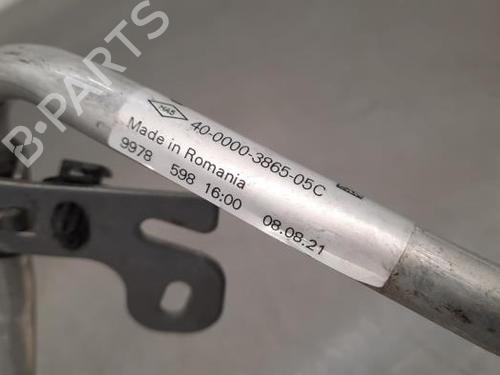 40-0000-3865-05C
Made in Romania
9978 598 16:00 08.08.21
B-PARTS